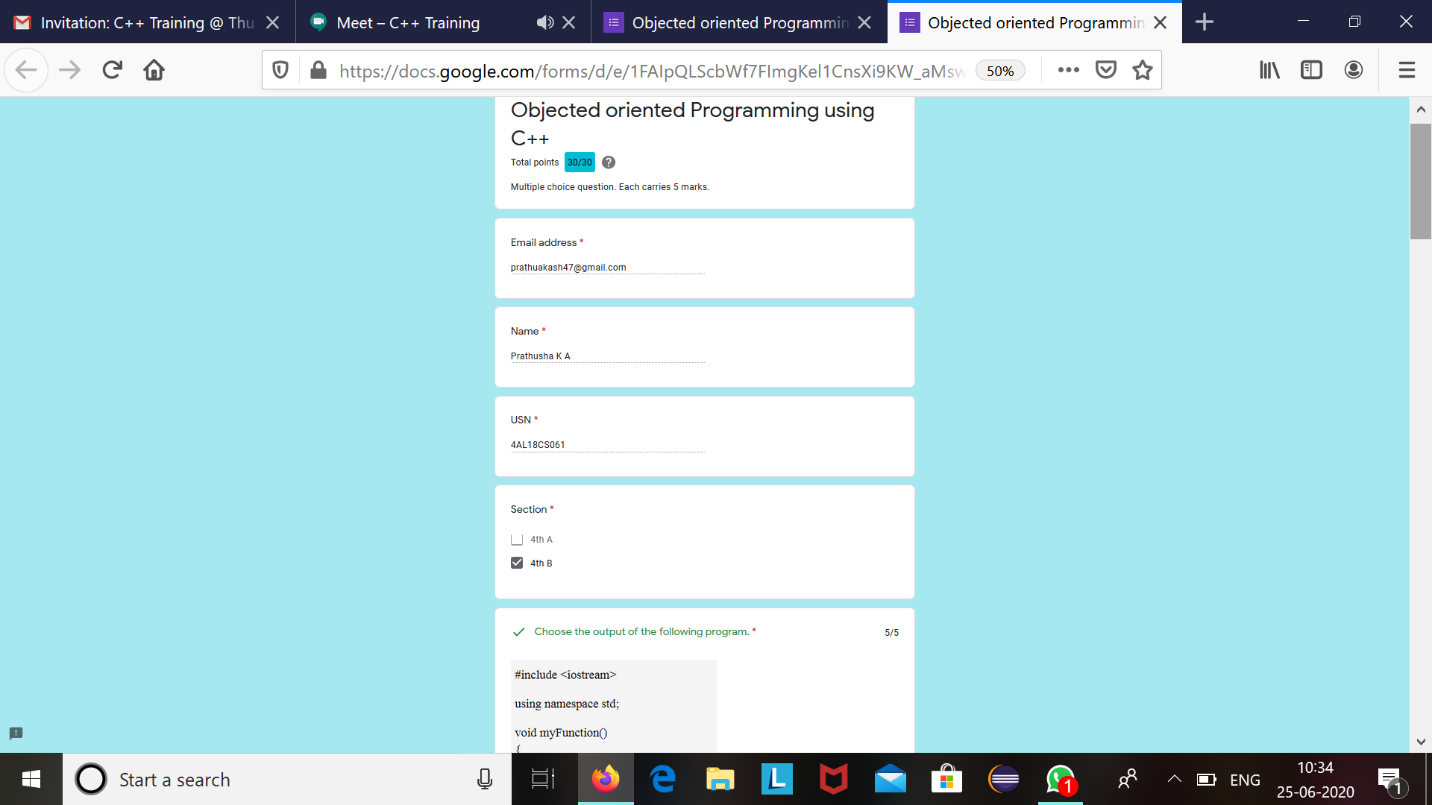 Invitation: C++ Training @ Thu
Meet – C++ Training
Objected oriented Programmin
Objected oriented Programmin
https://docs.google.com/forms/d/e/1FAIpQLScbWf7FImgKel1CnsXi9KW_aMsw
50%
Objected oriented Programming using
C++
Total points 30/30 ?
Multiple choice question. Each carries 5 marks.
Email address *
prathuakash47@gmail.com
Name *
Prathusha K A
USN *
4AL18CS061
Section *
4th A
4th B
Choose the output of the following program. * 5/5
#include <iostream>
using namespace std;
void myFunction()
{
Start a search
L
1
ENG
10:34
25-06-2020
1